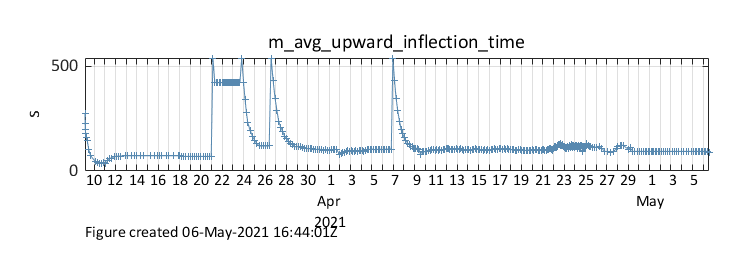 m_avg_upward_inflection_time
500
s
0
10 12 14 16 18 20 22 24 26 28 30 1 3 5 7 9 11 13 15 17 19 21 23 25 27 29 1 3 5
Apr May
2021
Figure created 06-May-2021 16:44:01Z